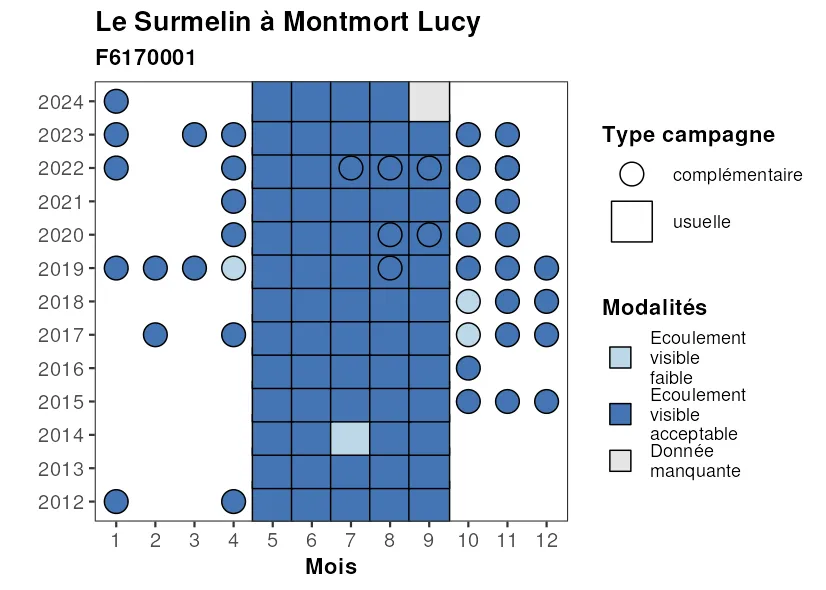 Le Surmelin à Montmort Lucy
F6170001
2024
2023
2022
2021
2020
2019
2018
2017
2016
2015
2014
2013
2012
1 2 3 4 5 6 7 8 9 10 11 12
Mois
Type campagne
complémentaire
usuelle
Modalités
Ecoulement
visible
faible
Ecoulement
visible
acceptable
Donnée
manquante